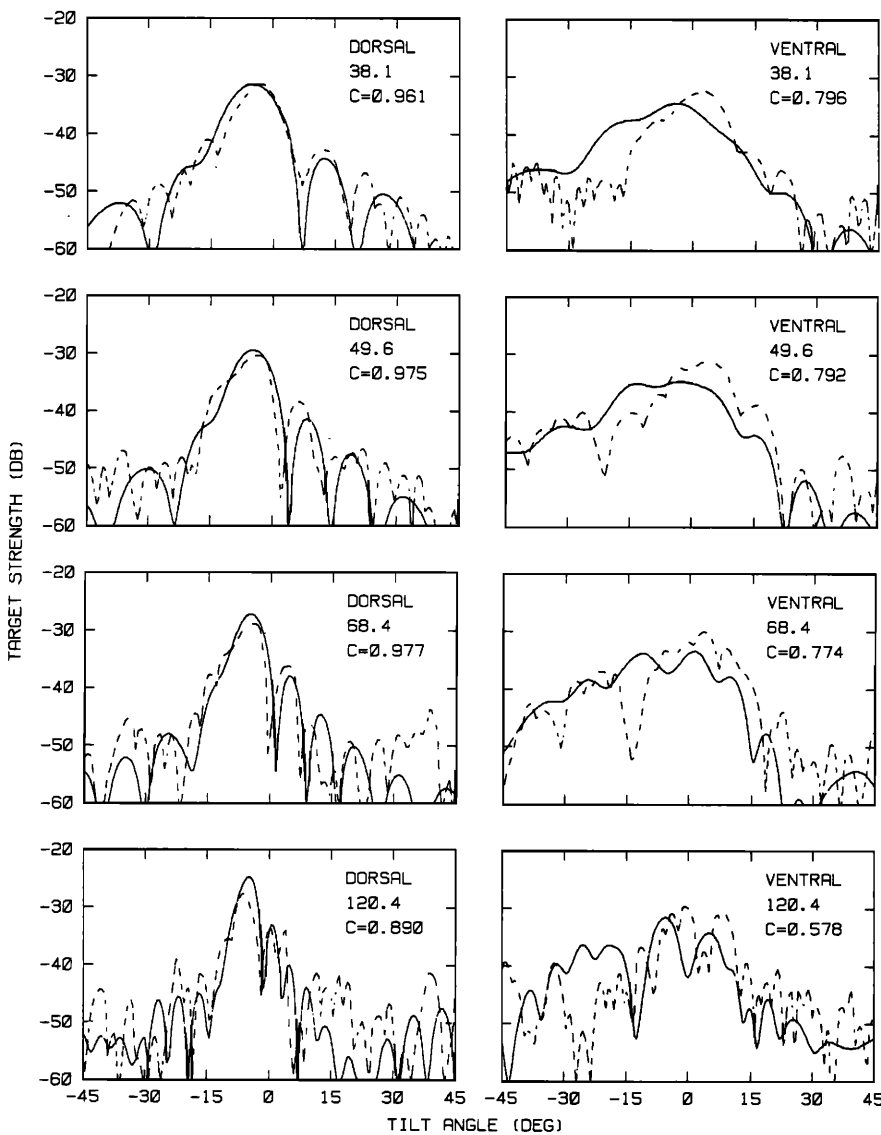 -20
-30
-40
-50
-60
DORSAL
38.1
C=0.961
VENTRAL
38.1
C=0.796
-20
-30
-40
-50
-60
DORSAL
49.6
C=0.975
VENTRAL
49.6
C=0.792
TARGET STRENGTH (DB)
-20
-30
-40
-50
-60
DORSAL
68.4
C=0.977
VENTRAL
68.4
C=0.774
-20
-30
-40
-50
-60
DORSAL
120.4
C=0.890
VENTRAL
120.4
C=0.578
-45 -30 -15 0 15 30 45
-45 -30 -15 0 15 30 45
TILT ANGLE (DEG)